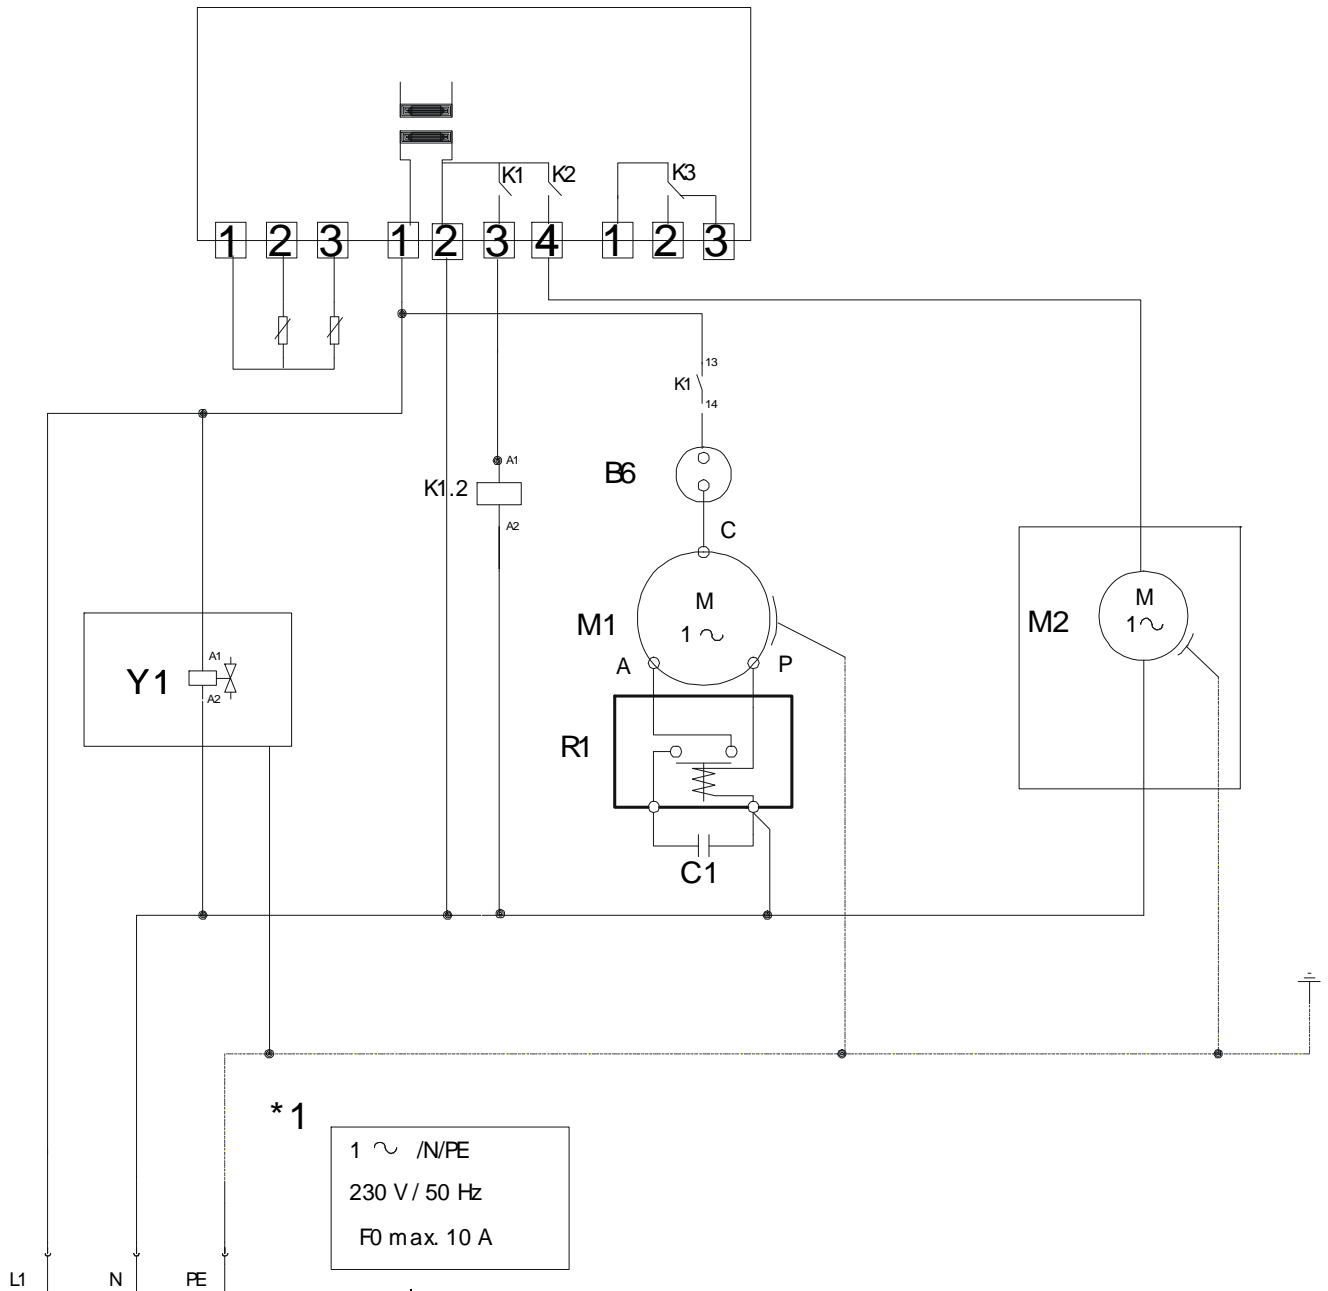 K1 K2 K3
1 2 3 1 2 3 4 1 2 3
13
K1
14
B6
A1
K1.2
A2
C
M
1 ~
M1
A P
M
1 ~
M2
A1
Y1
A2
R1
C1
*1
1 ~ /N/PE
230 V / 50 Hz
F0 max. 10 A
L1 N PE